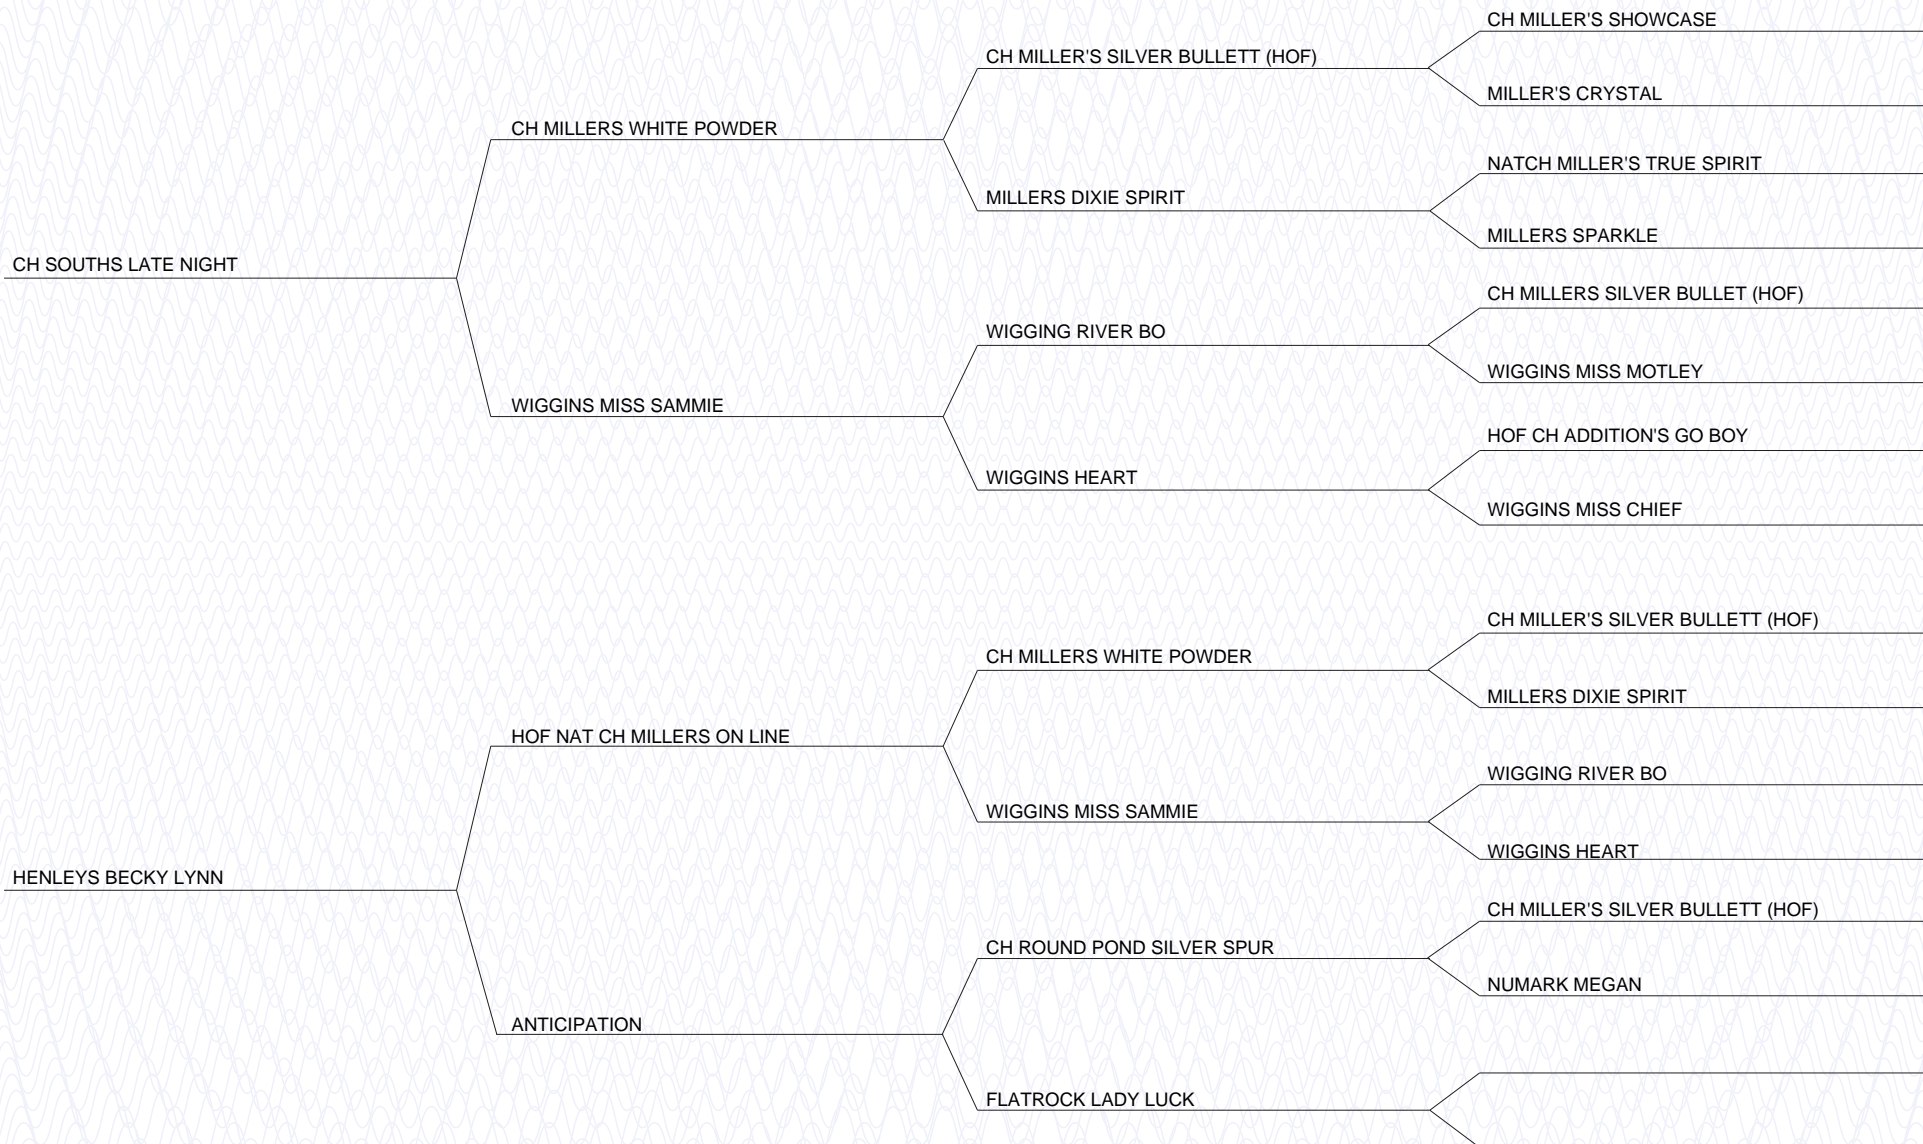 CH MILLER'S SHOWCASE
CH MILLER'S SILVER BULLETT (HOF)
MILLER'S CRYSTAL
CH MILLERS WHITE POWDER
NATCH MILLER'S TRUE SPIRIT
MILLERS DIXIE SPIRIT
MILLERS SPARKLE
CH SOUTHS LATE NIGHT
CH MILLERS SILVER BULLET (HOF)
WIGGING RIVER BO
WIGGINS MISS MOTLEY
WIGGINS MISS SAMMIE
HOF CH ADDITION'S GO BOY
WIGGINS HEART
WIGGINS MISS CHIEF
CH MILLER'S SILVER BULLETT (HOF)
CH MILLERS WHITE POWDER
MILLERS DIXIE SPIRIT
HOF NAT CH MILLERS ON LINE
WIGGING RIVER BO
WIGGINS MISS SAMMIE
WIGGINS HEART
HENLEYS BECKY LYNN
CH MILLER'S SILVER BULLETT (HOF)
CH ROUND POND SILVER SPUR
NUMARK MEGAN
ANTICIPATION
FLATROCK LADY LUCK